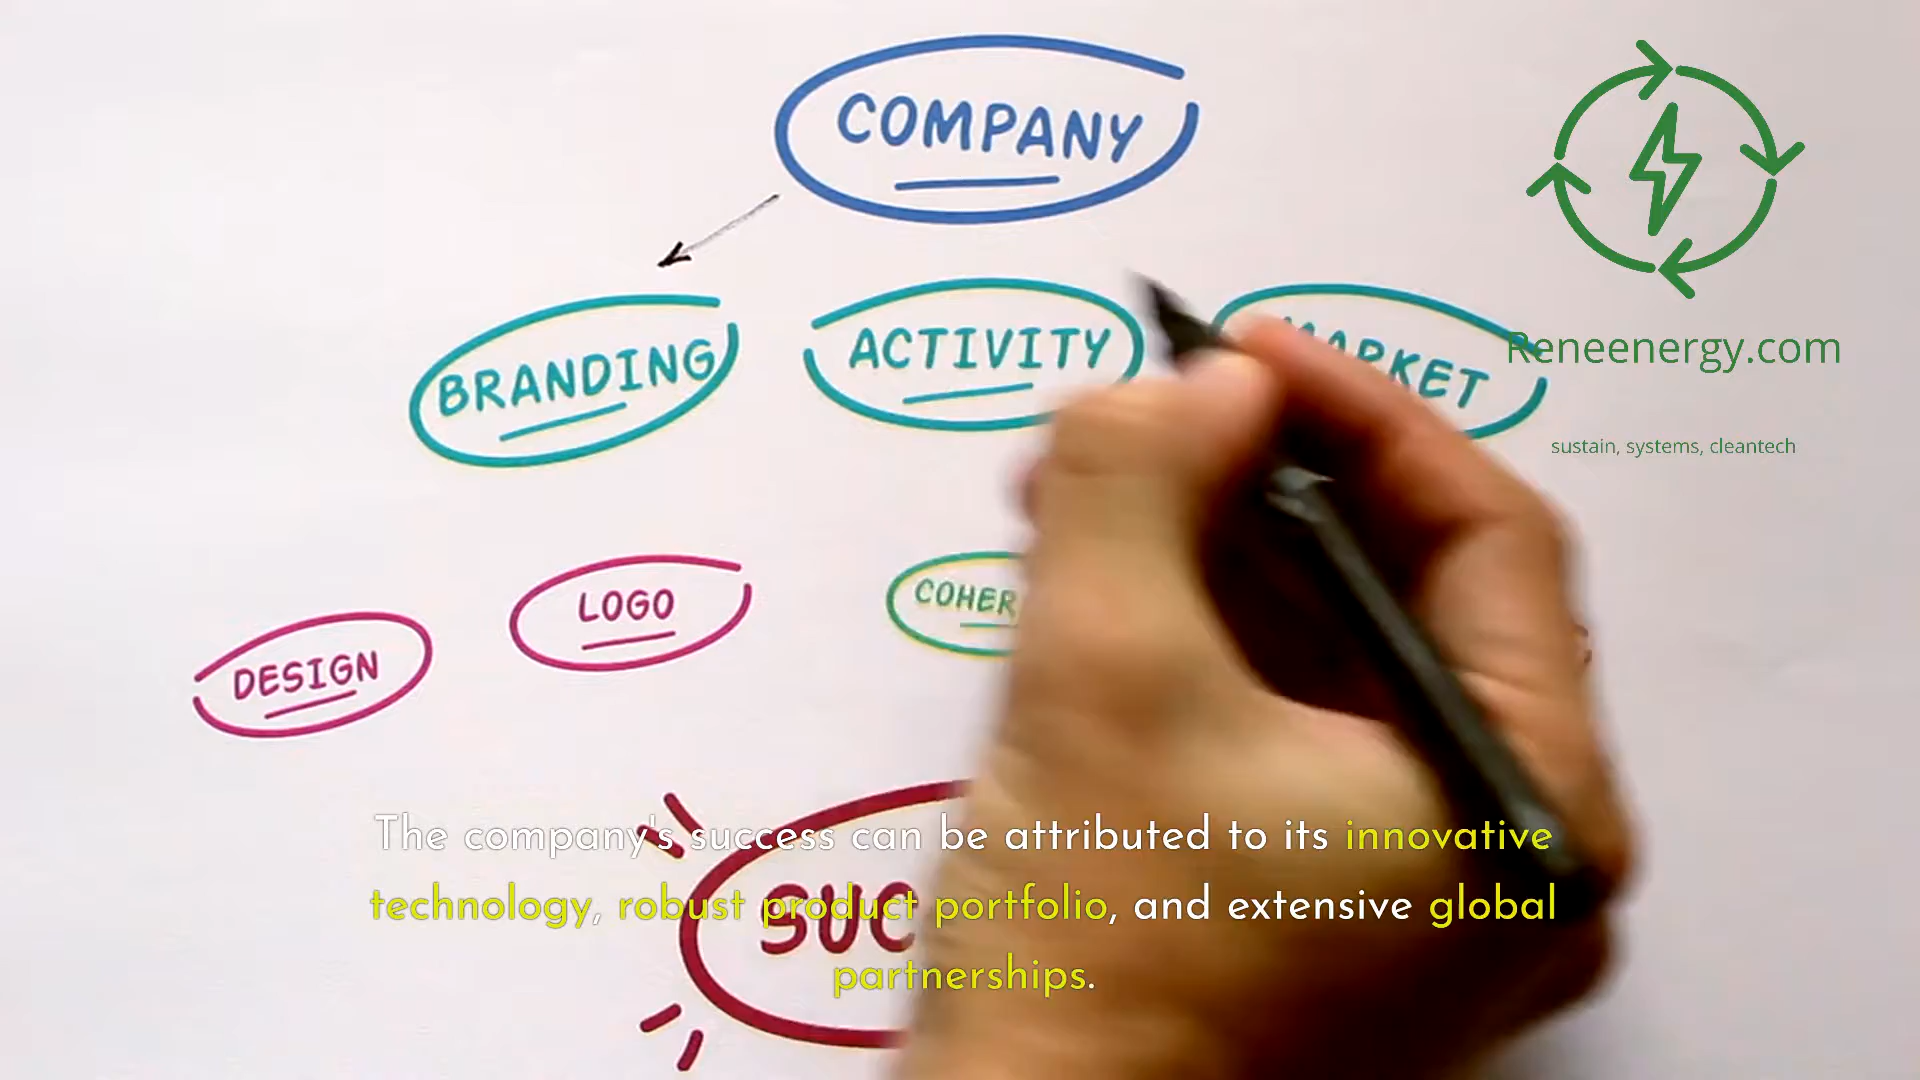 COMPANY
BRANDING
ACTIVITY
Reneenergy.com
sustain, systems, cleantech
LOGO
DESIGN
The company's success can be attributed to its innovative
technology, robust product portfolio, and extensive global
partnerships.